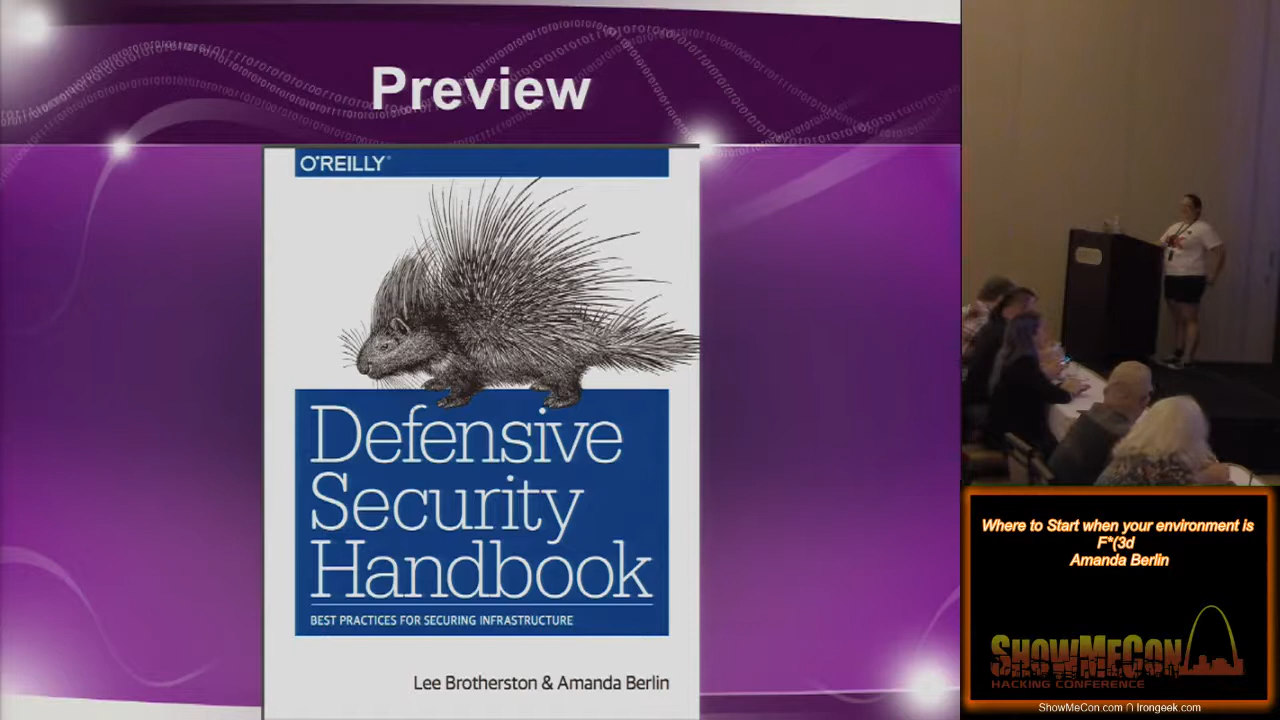 Preview
O'REILLY®
Defensive
Security
Handbook
BEST PRACTICES FOR SECURING INFRASTRUCTURE
Lee Brotherston & Amanda Berlin
Where to Start when your environment is
F*(3d
Amanda Berlin
SHOWMECON
HACKING CONFERENCE
ShowMeCon.com ∩ Irongeek.com